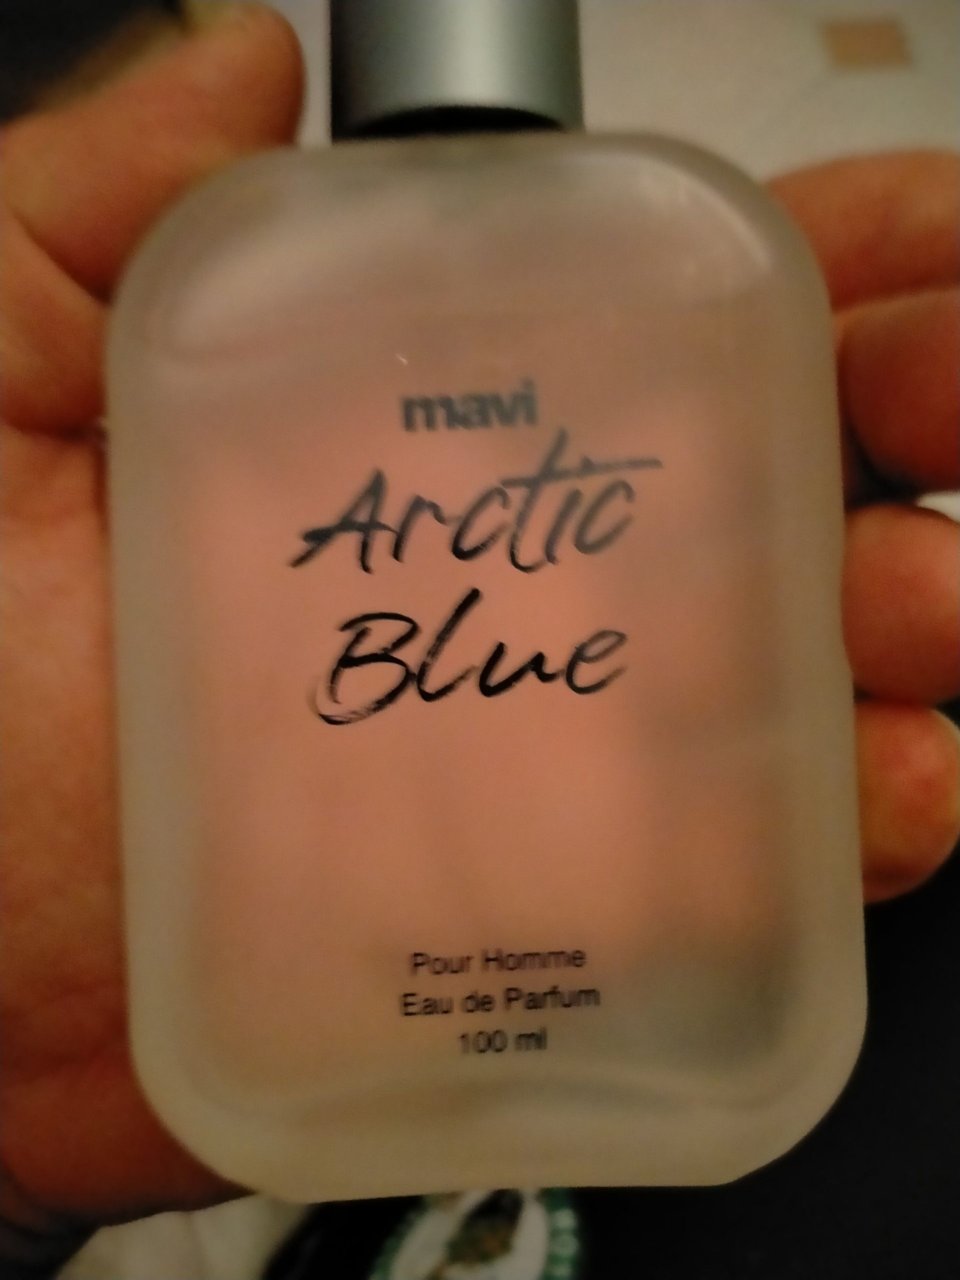 mavi
Arctic
Blue
Pour Homme
Eau de Parfum
100 ml